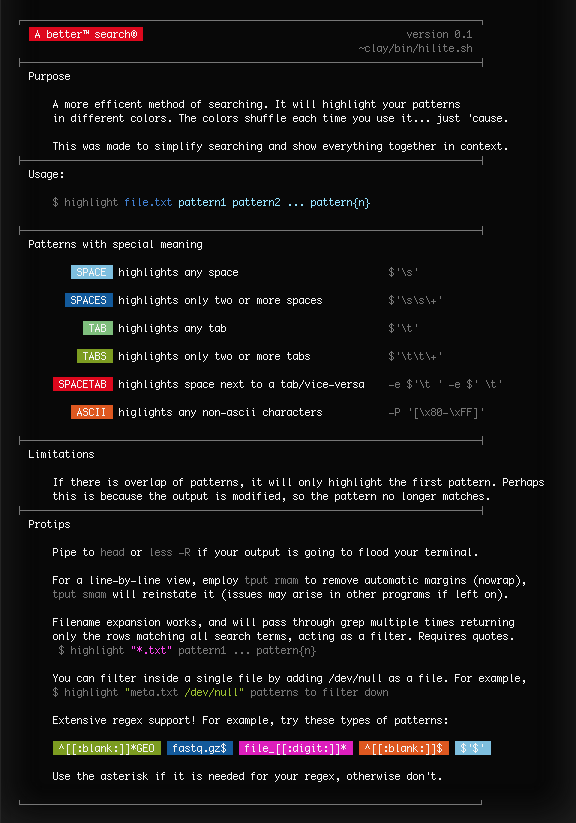 A better™ search© version 0.1
~clay/bin/hilite.sh
Purpose
A more efficent method of searching. It will highlight your patterns
in different colors. The colors shuffle each time you use it... just 'cause.
This was made to simplify searching and show everything together in context.
Usage:
$ highlight file.txt pattern1 pattern2 ... pattern{n}
Patterns with special meaning
SPACE highlights any space $'\s'
SPACES highlights only two or more spaces $'\s\s\+'
TAB highlights any tab $'\t'
TABS highlights only two or more tabs $'\t\t\+'
SPACETAB highlights space next to a tab/vice-versa -e $'\t ' -e $' \t'
ASCII higlights any non-ascii characters -P '[\x80-\xFF]'
Limitations
If there is overlap of patterns, it will only highlight the first pattern. Perhaps
this is because the output is modified, so the pattern no longer matches.
Protips
Pipe to head or less -R if your output is going to flood your terminal.
For a line-by-line view, employ tput rmam to remove automatic margins (nowrap),
tput smam will reinstate it (issues may arise in other programs if left on).
Filename expansion works, and will pass through grep multiple times returning
only the rows matching all search terms, acting as a filter. Requires quotes.
$ highlight "*.txt" pattern1 ... pattern{n}
You can filter inside a single file by adding /dev/null as a file. For example,
$ highlight "meta.txt /dev/null" patterns to filter down
Extensive regex support! For example, try these types of patterns:
^[[:blank:]]*GEO fastq.gz$ file_[[:digit:]]* ^[[:blank:]]$ $'$'
Use the asterisk if it is needed for your regex, otherwise don't.